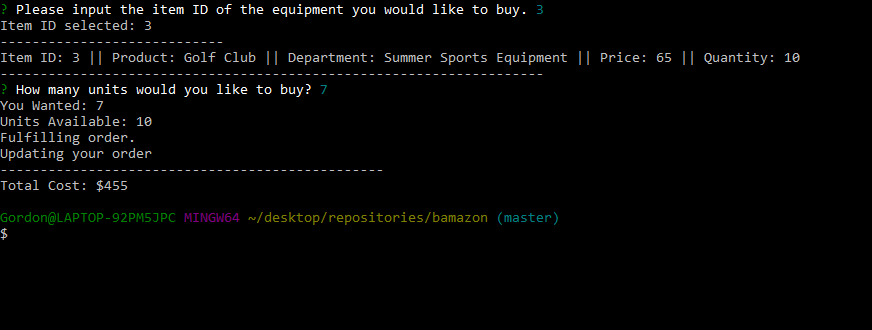 ? Please input the item ID of the equipment you would like to buy. 3
Item ID selected: 3
----------------------------
Item ID: 3 || Product: Golf Club || Department: Summer Sports Equipment || Price: 65 || Quantity: 10
--------------------------------------------------------------------
? How many units would you like to buy? 7
You Wanted: 7
Units Available: 10
Fulfilling order.
Updating your order
------------------------------------------------
Total Cost: $455
Gordon@LAPTOP-92PM5JPC MINGW64 ~/desktop/repositories/bamazon (master)
$